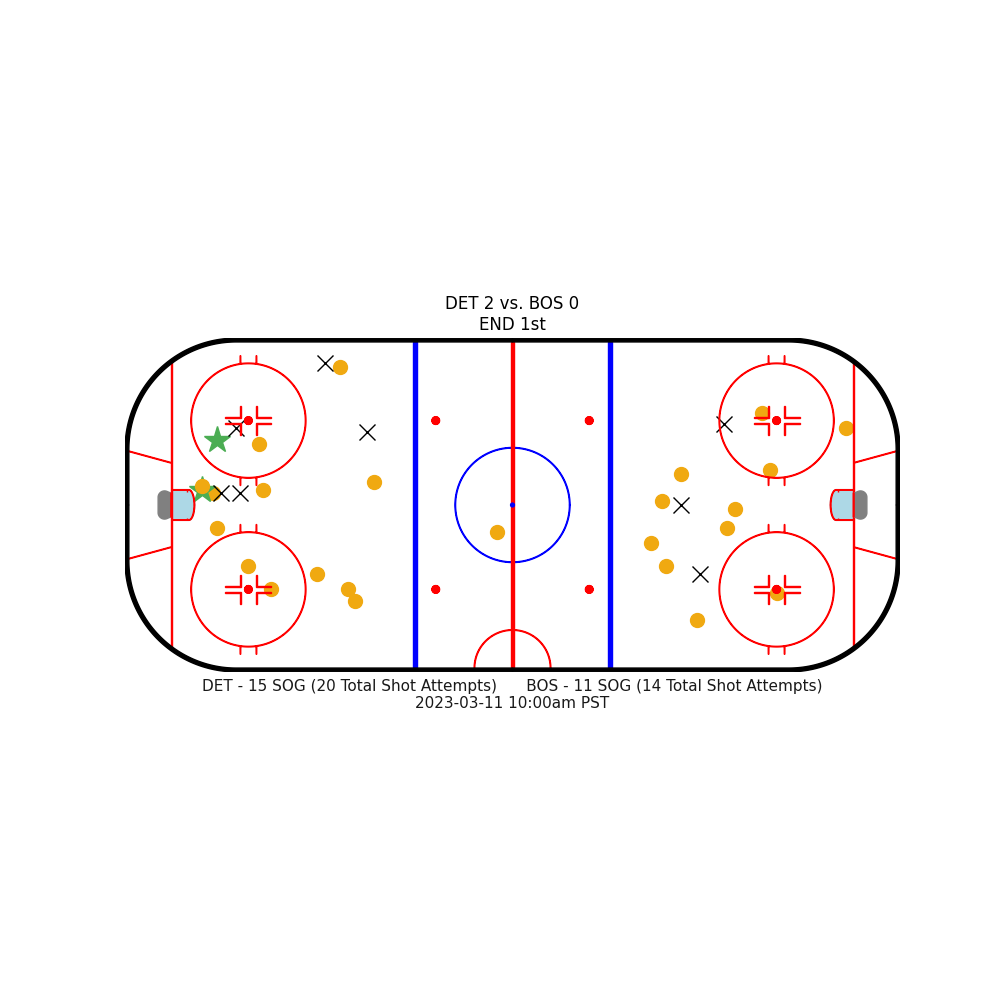 DET 2 vs. BOS 0
END 1st
DET - 15 SOG (20 Total Shot Attempts) BOS - 11 SOG (14 Total Shot Attempts)
2023-03-11 10:00am PST